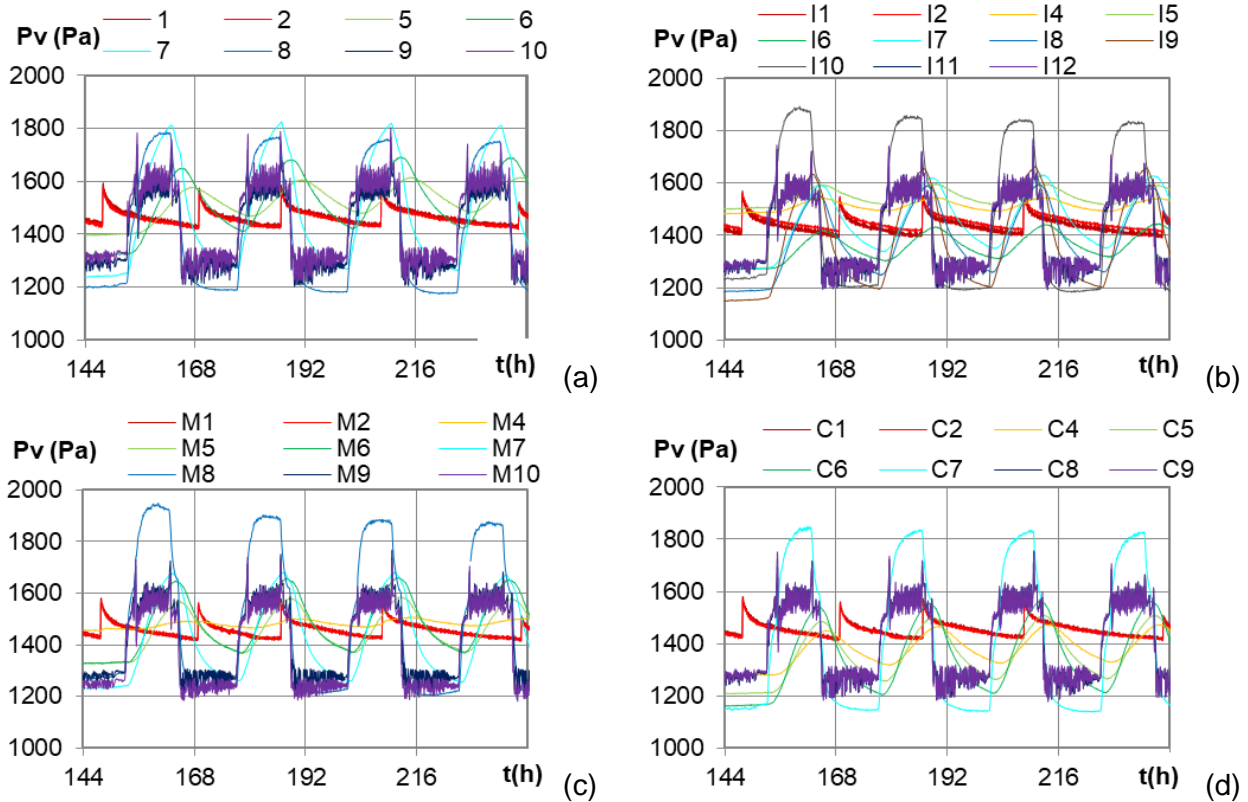 1 2 5 6
Pv (Pa)
7 8 9 10
2000
1800
1600
1400
1200
1000
144 168 192 216 t(h)
(a)
I1 I2 I4 I5
Pv (Pa)
I6 I7 I8 I9
I10 I11 I12
2000
1800
1600
1400
1200
1000
144 168 192 216 t(h)
(b)
M1 M2 M4
Pv (Pa)
M5 M6 M7
M8 M9 M10
2000
1800
1600
1400
1200
1000
144 168 192 216 t(h)
(c)
C1 C2 C4 C5
Pv (Pa)
C6 C7 C8 C9
2000
1800
1600
1400
1200
1000
144 168 192 216 t(h)
(d)